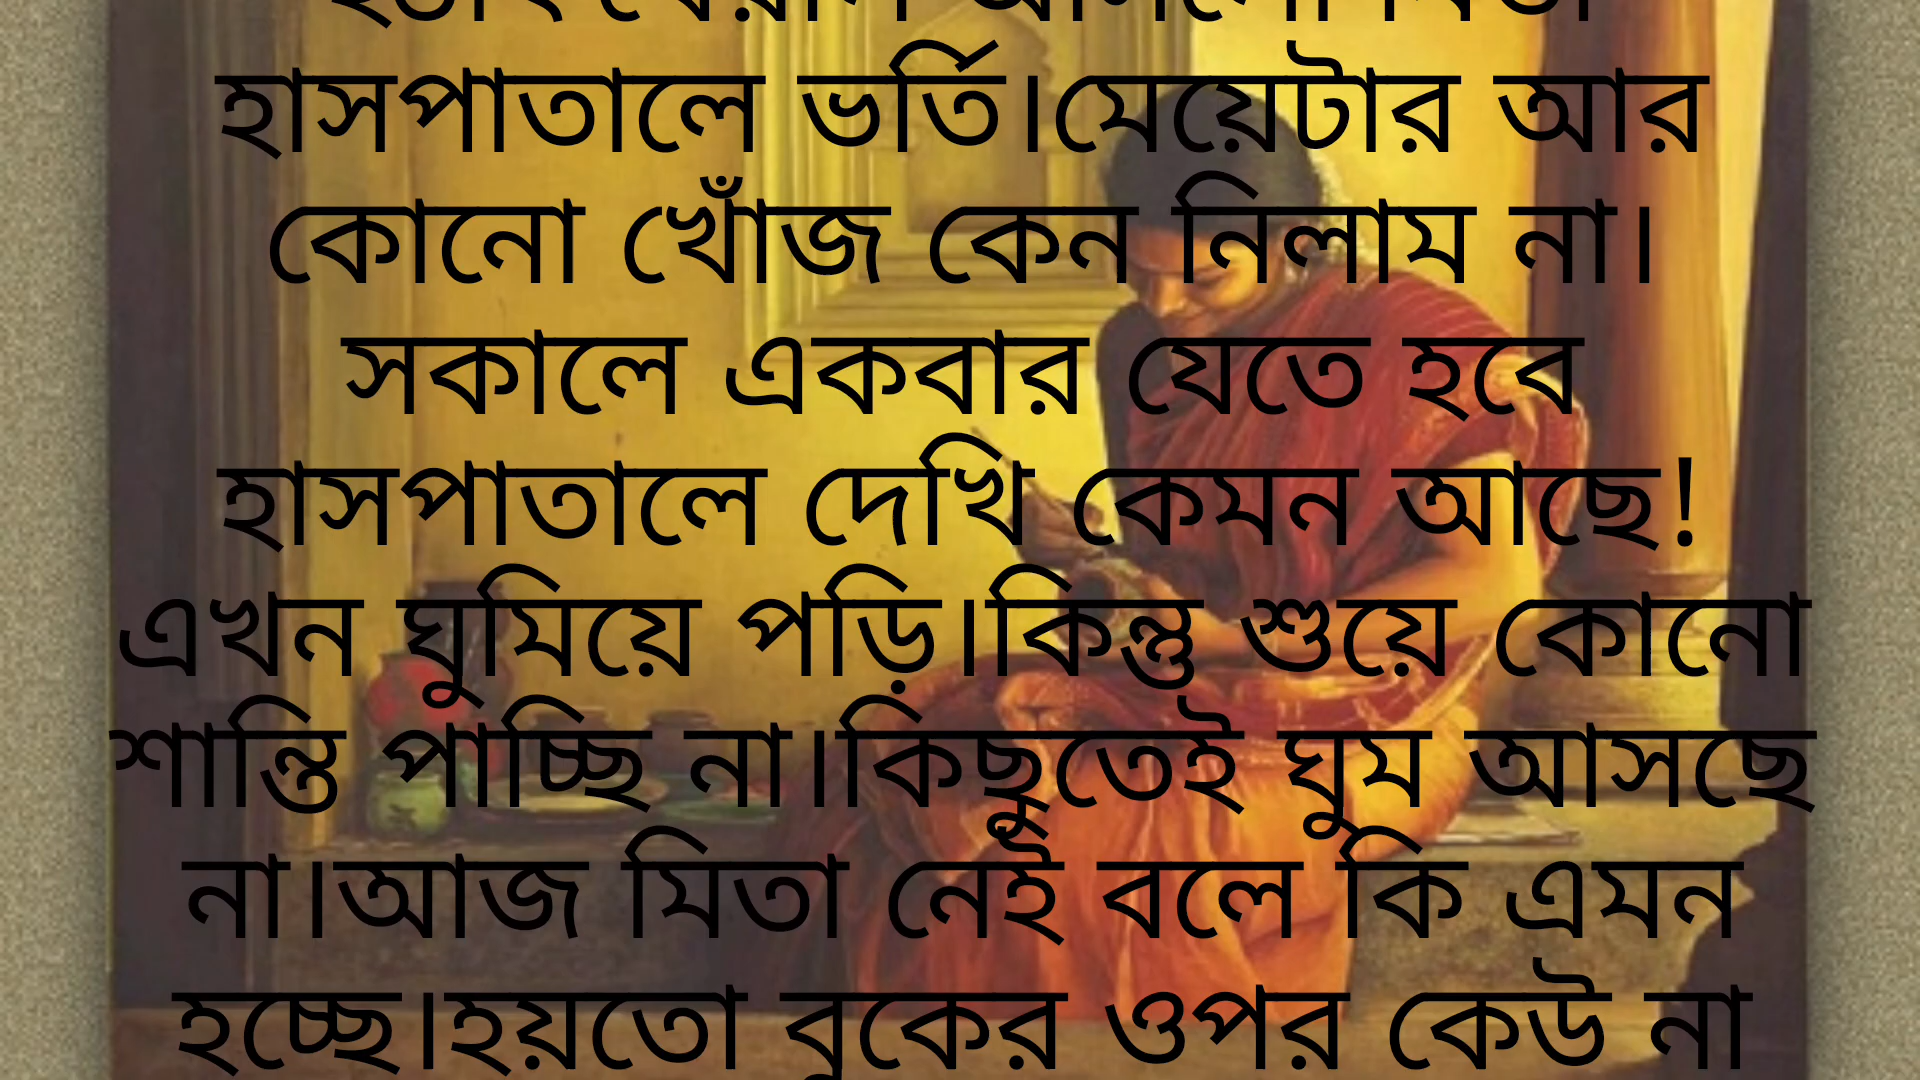 হাসপাতালে ভর্তি।মেয়েটার আর
কোনো খোঁজ কেন নিলাম না।
সকালে একবার যেতে হবে
হাসপাতালে দেখি কেমন আছে!
এখন ঘুমিয়ে পড়ি।কিন্তু শুয়ে কোনো
শান্তি পাচ্ছি না।কিছুতেই ঘুম আসছে
না।আজ মিতা নেই বলে কি এমন
হচ্ছে।হয়তো বুকের ওপর কেউ না